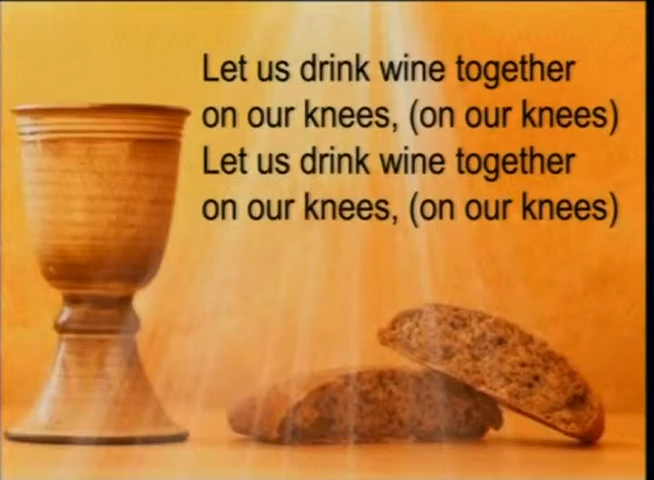 Let us drink wine together
on our knees, (on our knees)
Let us drink wine together
on our knees, (on our knees)